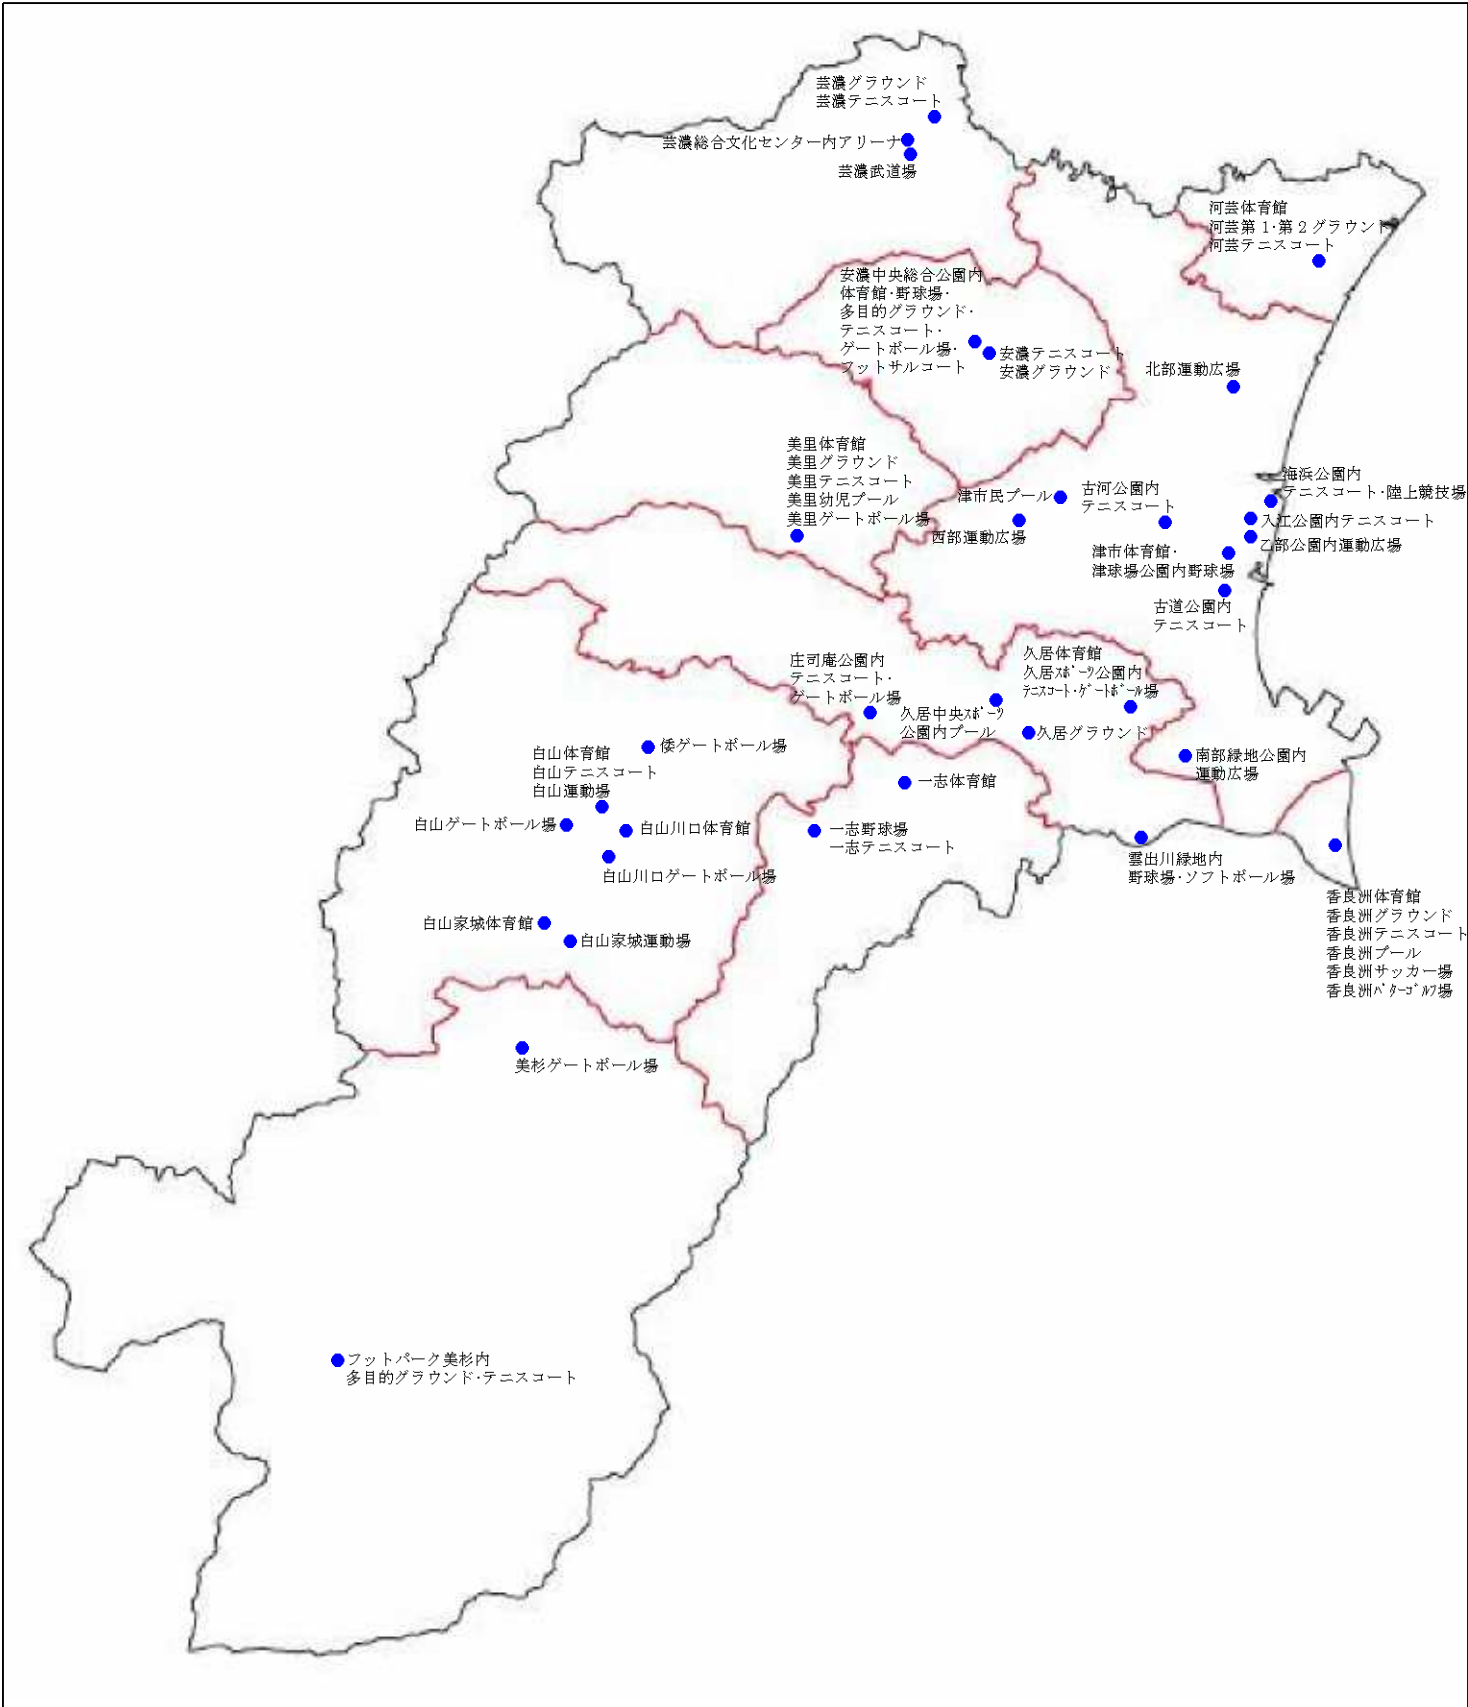 芸濃グラウンド
芸濃テニスコート
芸濃総合文化センター内アリーナ
芸濃武道場
河芸体育館
河芸第1・第2グラウンド
河芸テニスコート
安濃中央総合公園内
体育館・野球場・
多目的グラウンド・
テニスコート・
ゲートボール場・
フットサルコート
安濃テニスコート
安濃グラウンド
北部運動広場
美里体育館
美里グラウンド
美里テニスコート
美里幼児プール
美里ゲートボール場
津市民プール
西部運動広場
古河公園内
テニスコート
海浜公園内
テニスコート・陸上競技場
入江公園内テニスコート
乙部公園内運動広場
津市体育館・
津球場公園内野球場
古道公園内
テニスコート
庄司庵公園内
テニスコート・
ゲートボール場
久居中央ｽﾎﾟｰﾂ
公園内プール
久居体育館
久居ｽﾎﾟｰﾂ公園内
ﾃﾆｽｺｰﾄ・ｹﾞｰﾄﾎﾞｰﾙ場
久居グラウンド
南部緑地公園内
運動広場
倭ゲートボール場
白山体育館
白山テニスコート
白山運動場
白山ゲートボール場
白山川口体育館
白山川口ゲートボール場
一志体育館
一志野球場
一志テニスコート
雲出川緑地内
野球場・ソフトボール場
香良洲体育館
香良洲グラウンド
香良洲テニスコート
香良洲プール
香良洲サッカー場
香良洲ﾊﾟﾀｰｺﾞﾙﾌ場
白山家城体育館
白山家城運動場
美杉ゲートボール場
フットパーク美杉内
多目的グラウンド・テニスコート